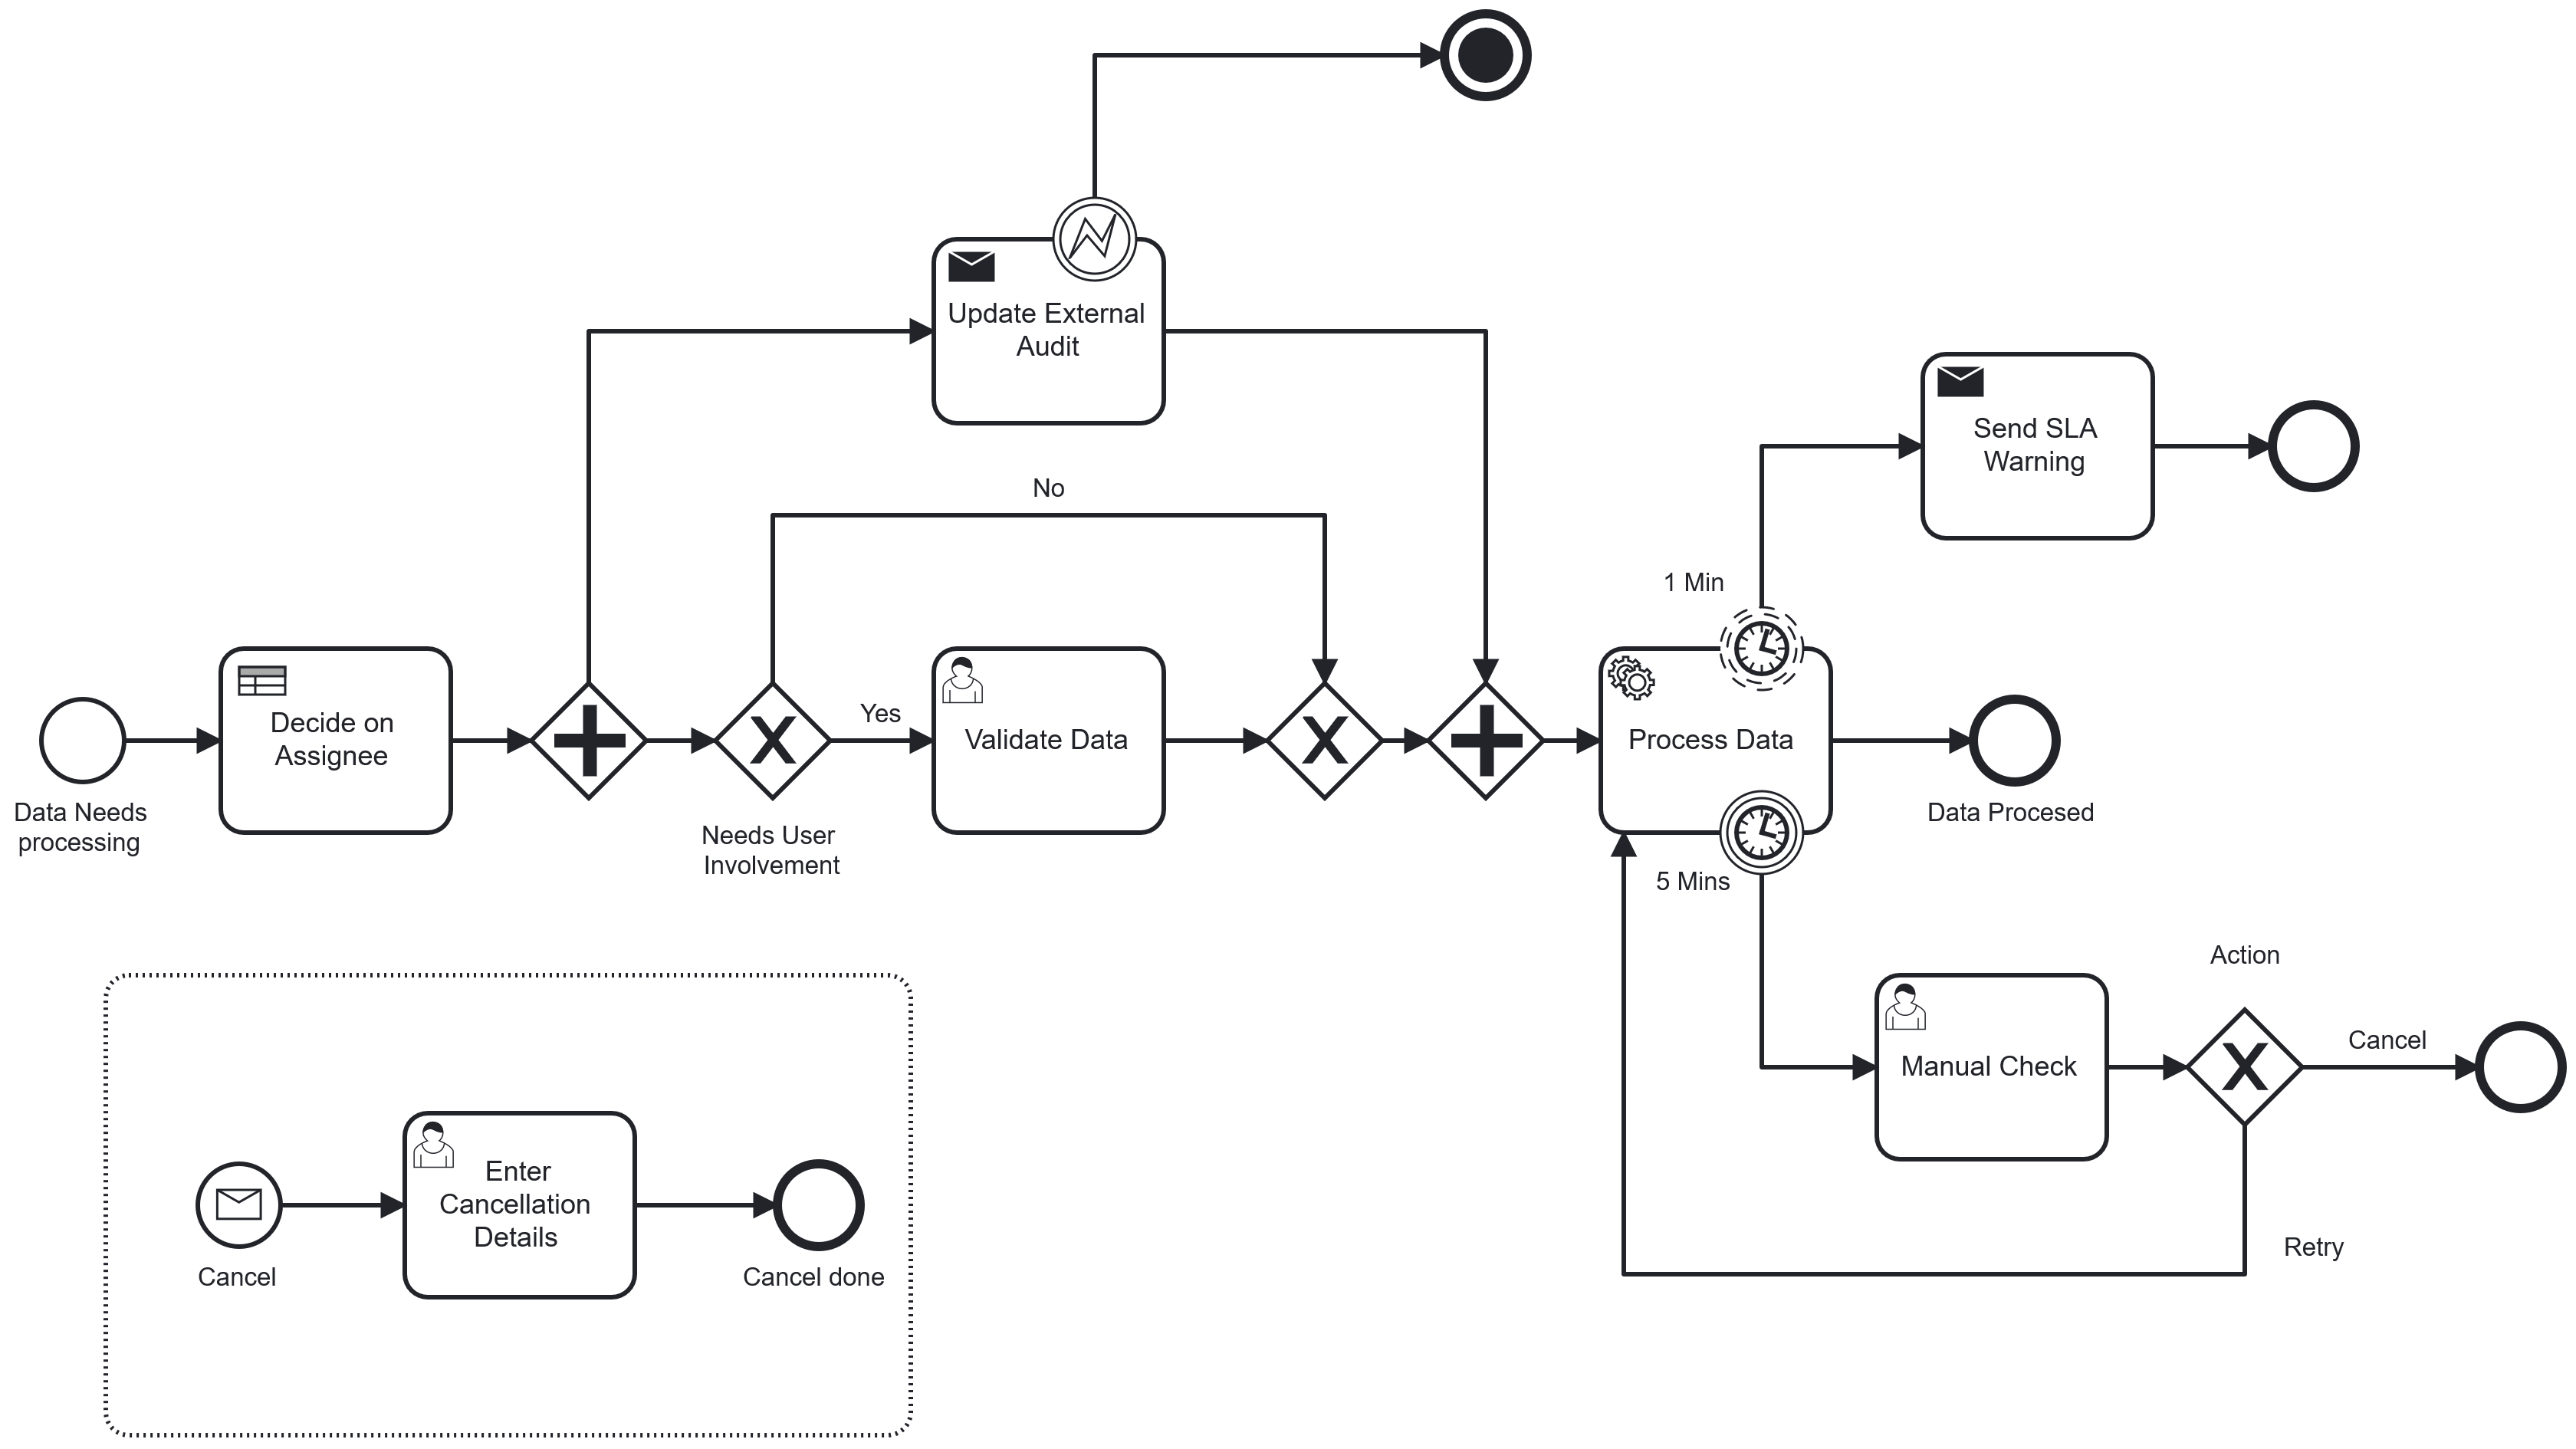 Update External
Audit
No
Send SLA
Warning
1 Min
Data Needs
processing
Decide on
Assignee
Needs User
Involvement
Yes
Validate Data
Process Data
Data Procesed
5 Mins
Action
Manual Check
Cancel
Retry
Cancel
Enter
Cancellation
Details
Cancel done